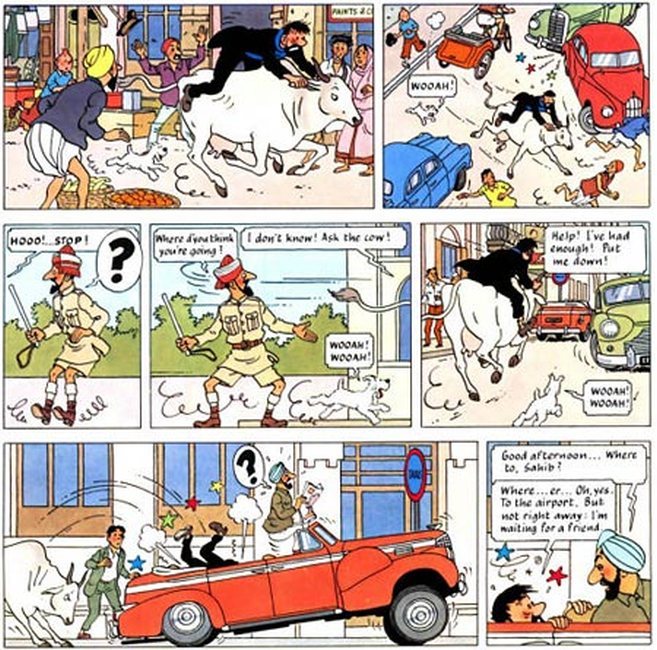 PAINTS & C
WOOAH!
HOOO!...STOP!
?
Where d'you think
you're going?
I don't know! Ask the cow!
WOOAH!
WOOAH!
Help! I've had
enough! Put
me down!
WOOAH!
WOOAH!
?
Good afternoon... Where
to, Sahib?
Where...er... Oh, yes.
To the airport. But
not right away: I'm
waiting for a friend.